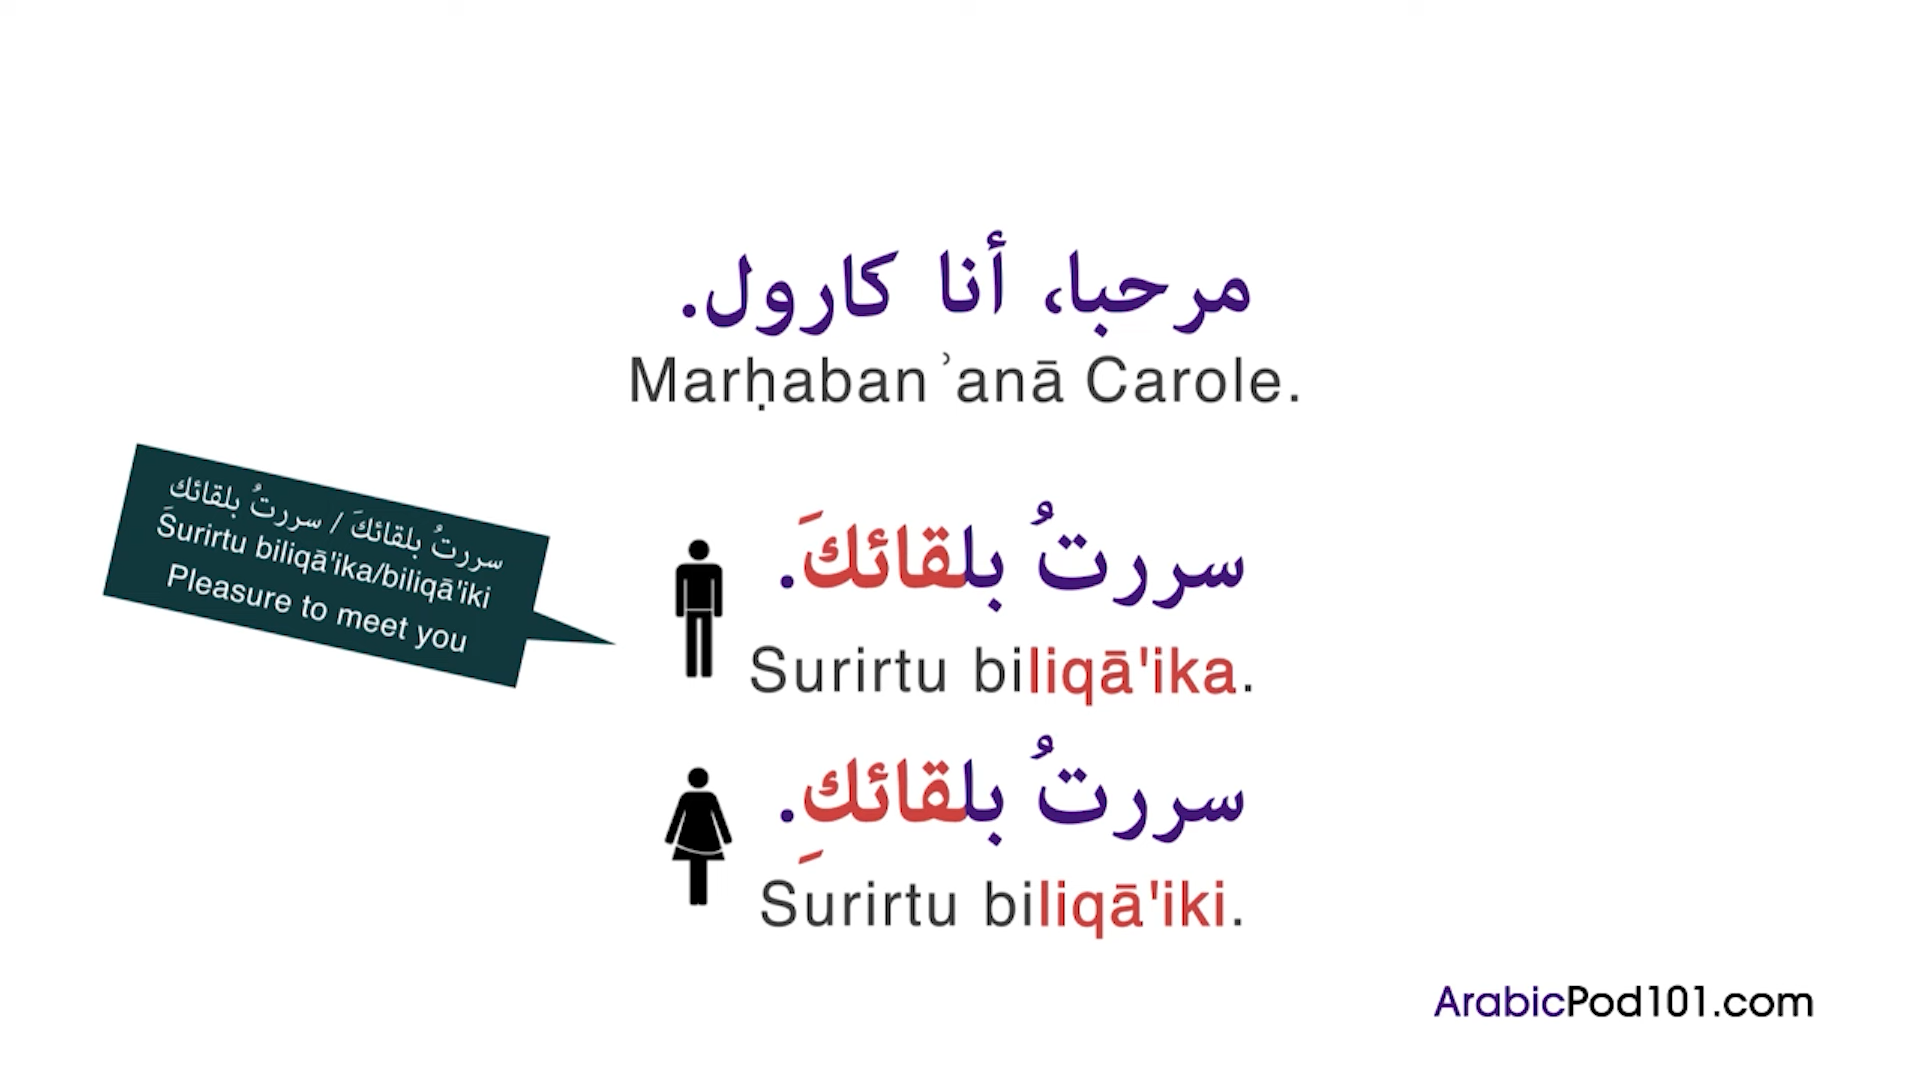 مرحبا، أنا كارول.
Marḥaban ʾanā Carole.
سررتُ بلقائكَ / سررتُ بلقائكَ
Surirtu biliqā'ika/biliqā'iki
Pleasure to meet you
سررتُ بلقائكَ.
Surirtu biliqā'ika.
سررتُ بلقائكِ.
Surirtu biliqā'iki.
ArabicPod101.com